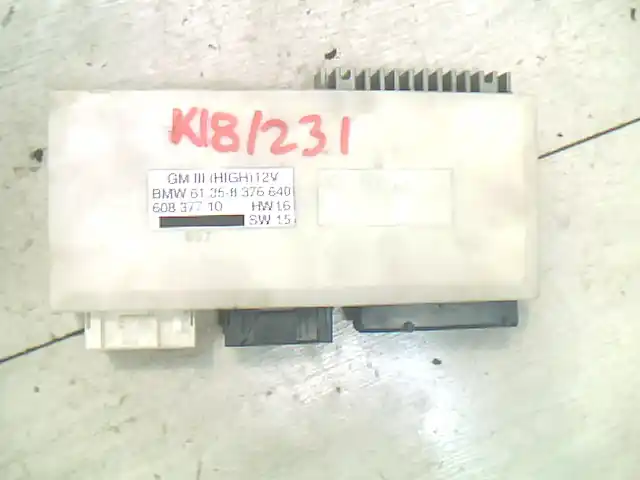 K18/231
GM III (HIGH) 12V
BMW 61.35-8 376 640
608 377 10 HW 16
SW 15